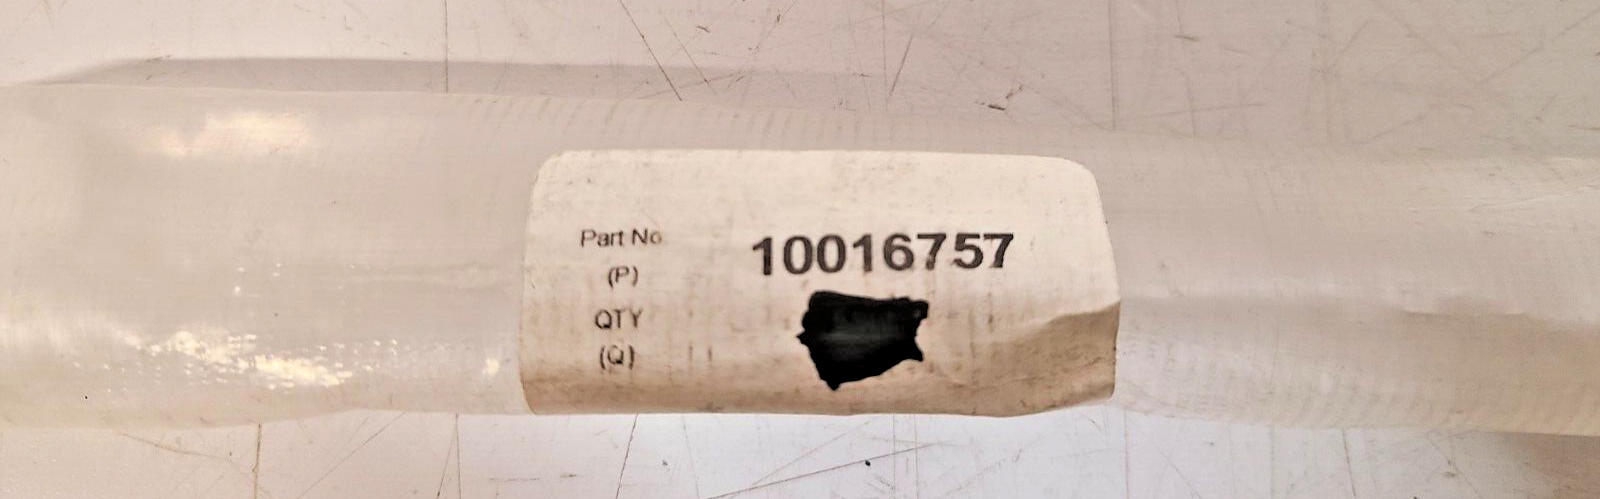 Part No 10016757
(P)
QTY
(Q)